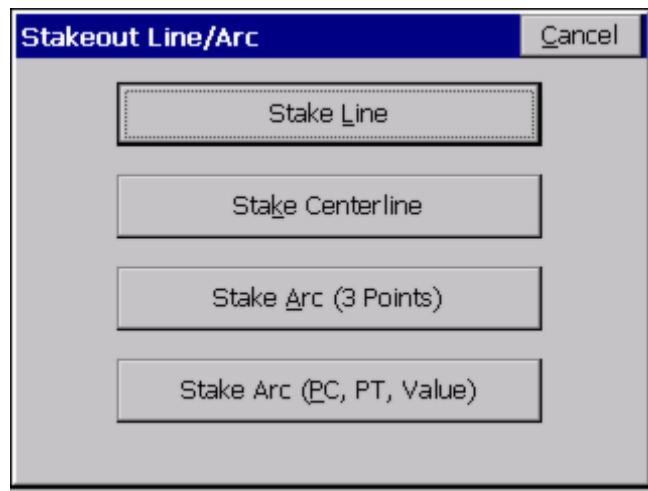 Stakeout Line/Arc Cancel
Stake Line
Stake Centerline
Stake Arc (3 Points)
Stake Arc (PC, PT, Value)